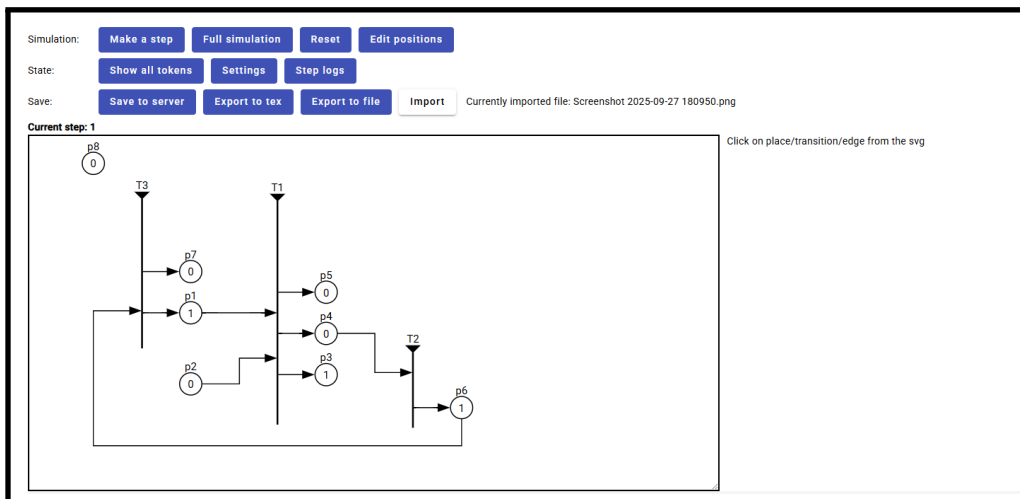 Simulation: Make a step Full simulation Reset Edit positions
State: Show all tokens Settings Step logs
Save: Save to server Export to tex Export to file Import Currently imported file: Screenshot 2025-09-27 180950.png
Current step: 1
Click on place/transition/edge from the svg
p8
0
T3
T1
p7
0
p5
0
p1
1
p4
0
T2
p3
1
p2
0
p6
1